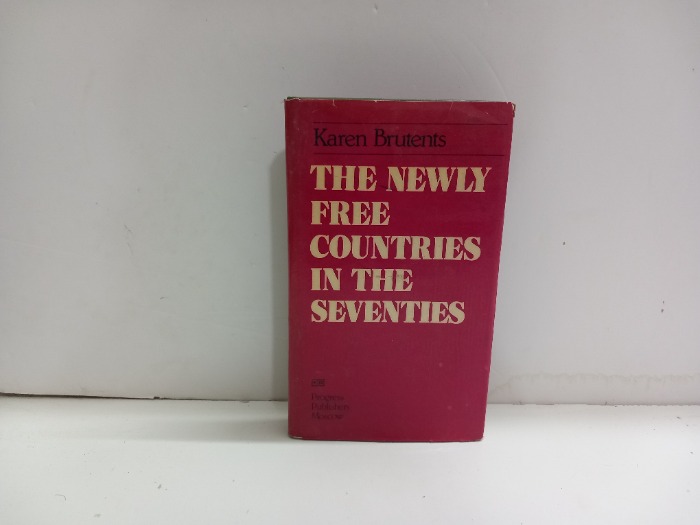 Karen Brutents
THE NEWLY
FREE
COUNTRIES
IN THE
SEVENTIES
Progress
Publishers
Moscow